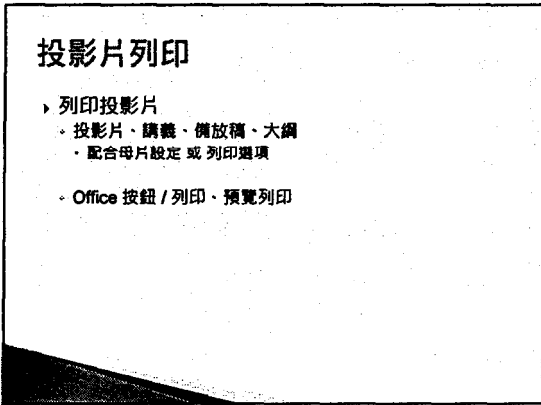 投影片列印
列印投影片
投影片、講義、備放稿、大綱
配合母片設定 或 列印選項
Office 按鈕 / 列印、預覽列印